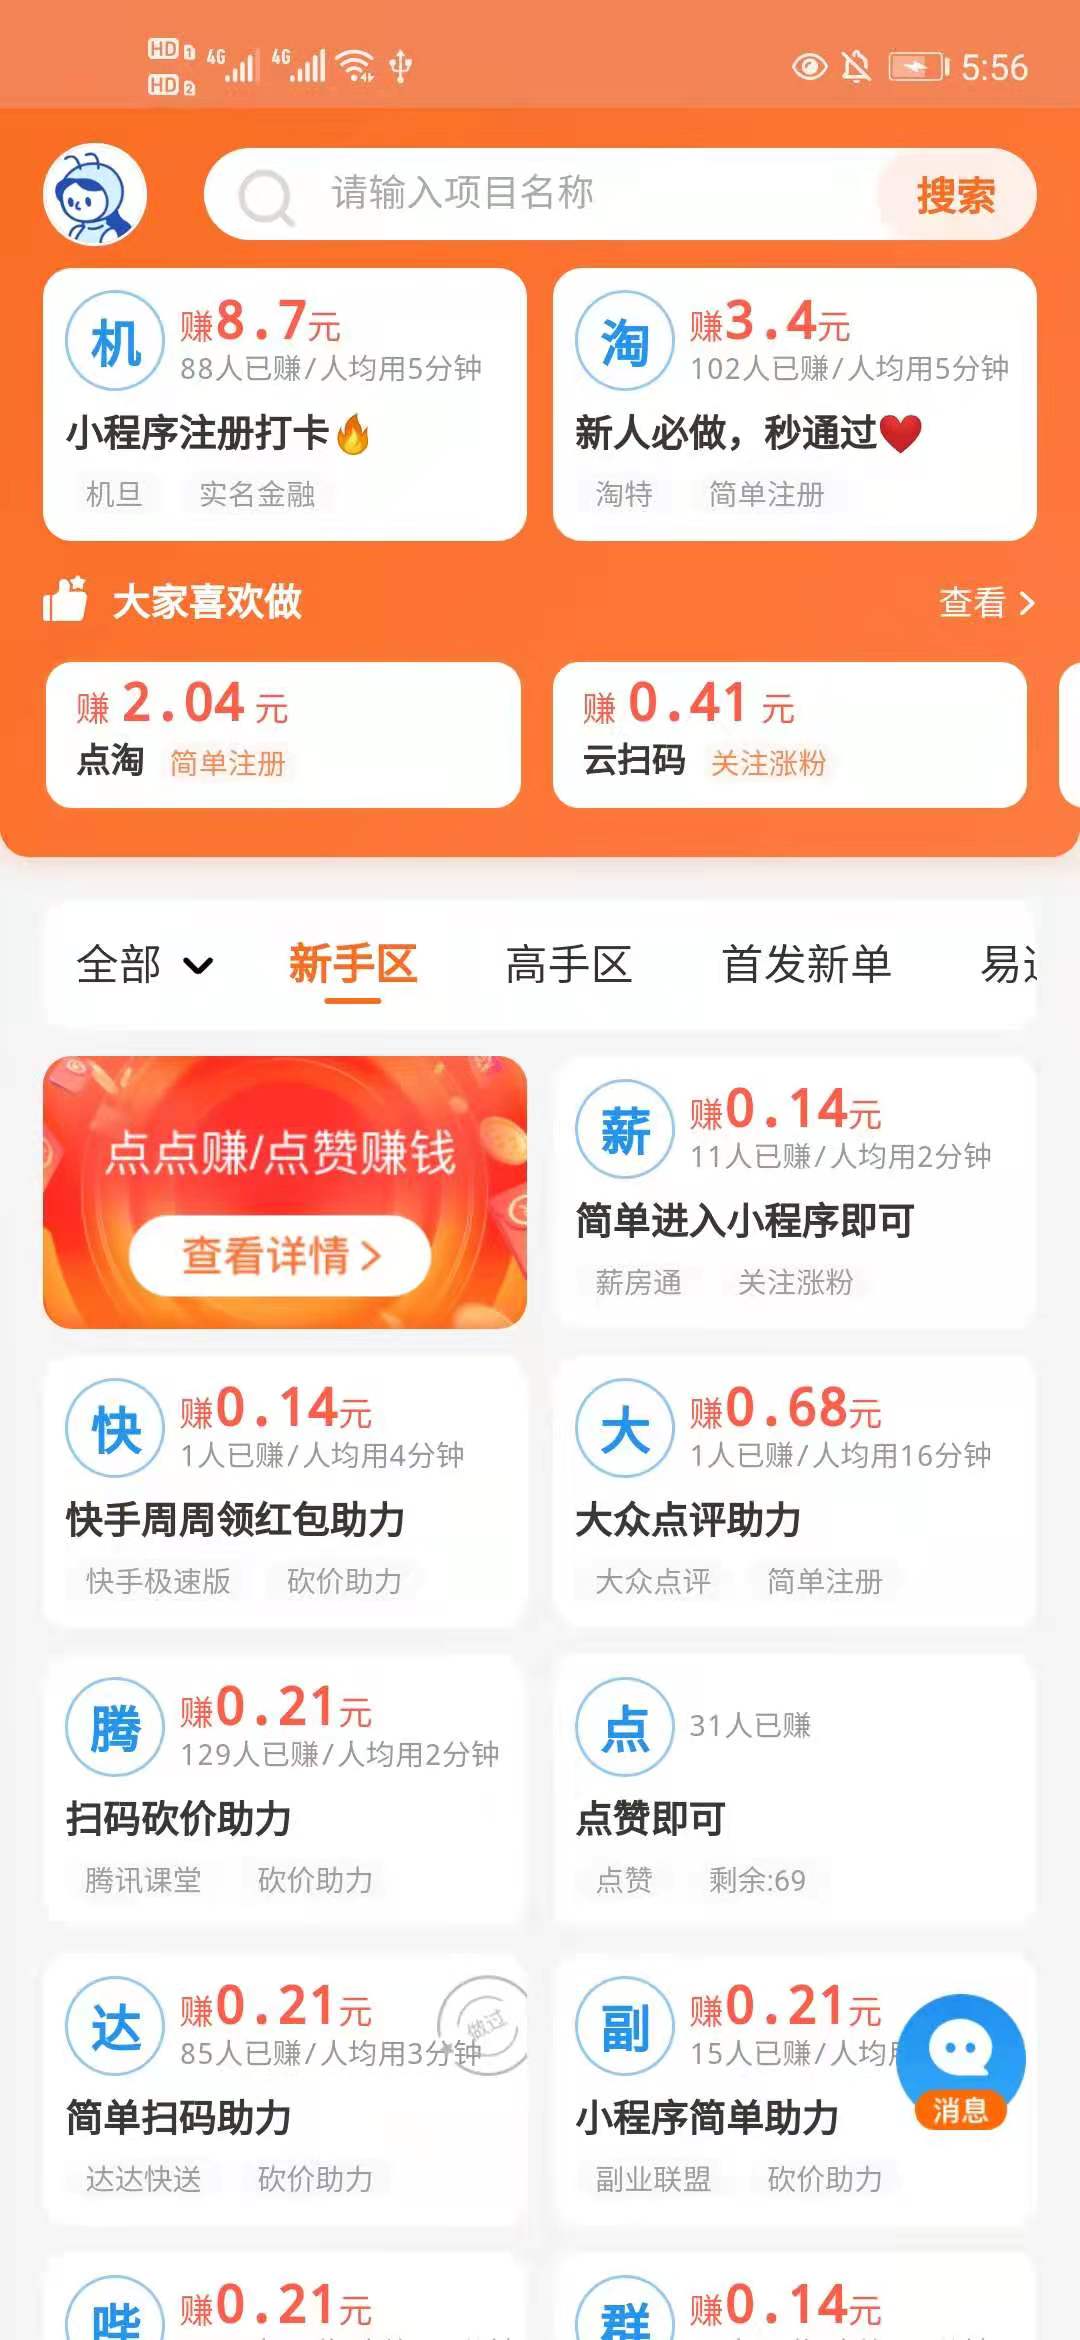 HD 1 4G 4G 5:56
HD 2
请输入项目名称 搜索
机 赚8.7元
88人已赚/人均用5分钟
小程序注册打卡🔥
机旦 实名金融
淘 赚3.4元
102人已赚/人均用5分钟
新人必做，秒通过❤️
淘特 简单注册
大家喜欢做 查看 >
赚 2.04 元
点淘 简单注册
赚 0.41 元
云扫码 关注涨粉
全部 新手区 高手区 首发新单
点点赚/点赞赚钱
查看详情 >
薪 赚0.14元
11人已赚/人均用2分钟
简单进入小程序即可
薪房通 关注涨粉
快 赚0.14元
1人已赚/人均用4分钟
快手周周领红包助力
快手极速版 砍价助力
大 赚0.68元
1人已赚/人均用16分钟
大众点评助力
大众点评 简单注册
腾 赚0.21元
129人已赚/人均用2分钟
扫码砍价助力
腾讯课堂 砍价助力
点 31人已赚
点赞即可
点赞 剩余:69
达 赚0.21元
85人已赚/人均用3分钟
做过
简单扫码助力
达达快送 砍价助力
副 赚0.21元
15人已赚/人均
消息
小程序简单助力
副业联盟 砍价助力
哔 赚0.21元
群 赚0.14元